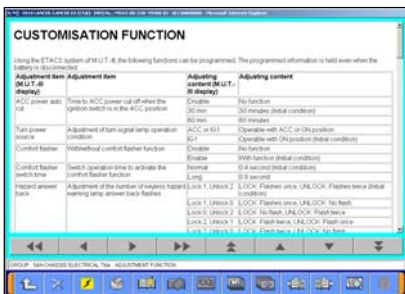 CUSTOMISATION FUNCTION
Using the ETACS system of M.U.T.-III, the following functions can be programmed. The programmed information is held even when the
battery is disconnected.
Adjustment item (M.U.T.-III display) Adjustment item Adjusting content (M.U.T.-III display) Adjusting content
ACC power auto cut Time to ACC power cut-off when the ignition switch is in the ACC position Disable No function
30 min 30 minutes (Initial condition)
60 min 60 minutes
Turn power source Adjustment of turn-signal lamp operation condition ACC or IG1 Operable with ACC or ON position
IG1 Operable with ON position (Initial condition)
Comfort flasher With/without comfort flasher function Disable No function
Enable With function (Initial condition)
Comfort flasher switch time Switch operation time to activate the comfort flasher function Normal 0.4 second (Initial condition)
Long 0.8 second
Hazard answer back Adjustment of the number of keyless hazard warning lamp answer back flashes Lock 1, Unlock 2 LOCK: Flashes once, UNLOCK: Flashes twice (Initial condition)
Lock 1, Unlock 0 LOCK: Flashes once, UNLOCK: No flash
Lock 0, Unlock 2 LOCK: No flash, UNLOCK: Flash twice
Lock 2, Unlock 1 LOCK: Flash twice, UNLOCK: Flash once
GROUP : 54A-CHASSIS ELECTRICAL Title : ADJUSTMENT FUNCTION